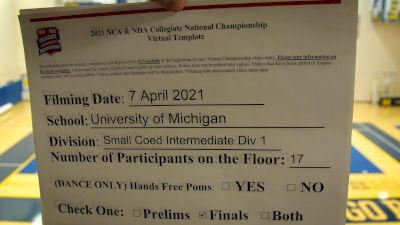 2021 NCA & NDA Collegiate National Championship
Virtual Template
Filming Date: 7 April 2021
School: University of Michigan
Division: Small Coed Intermediate Div 1
Number of Participants on the Floor: 17
(DANCE ONLY) Hands Free Poms: □ YES □ NO
Check One: □ Prelims ☑ Finals □ Both
GO